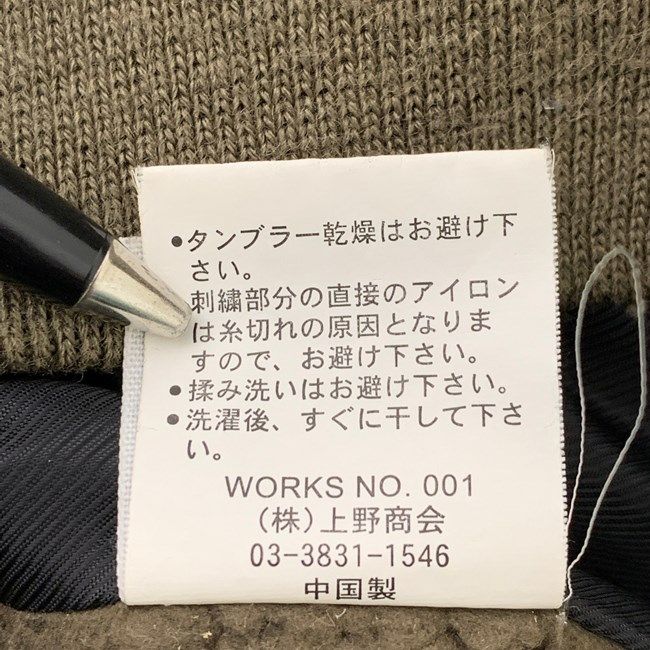 ●タンブラー乾燥はお避け下
さい。
刺繍部分の直接のアイロン
は糸切れの原因となりま
すので、お避け下さい。
●揉み洗いはお避け下さい。
●洗濯後、すぐに干して下さ
い。
WORKS NO. 001
(株)上野商会
03-3831-1546
中国製